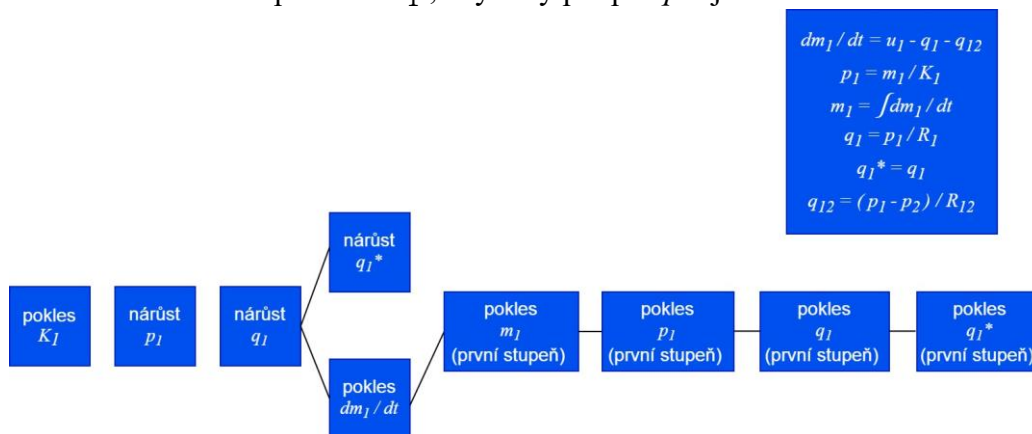 dm₁ / dt = u₁ - q₁ - q₁₂
p₁ = m₁ / K₁
m₁ = ∫dm₁ / dt
q₁ = p₁ / R₁
q₁* = q₁
q₁₂ = ( p₁ - p₂ ) / R₁₂
nárůst
q₁*
pokles
K₁
nárůst
p₁
nárůst
q₁
pokles
dm₁ / dt
pokles
m₁
(první stupeň)
pokles
p₁
(první stupeň)
pokles
q₁
(první stupeň)
pokles
q₁*
(první stupeň)